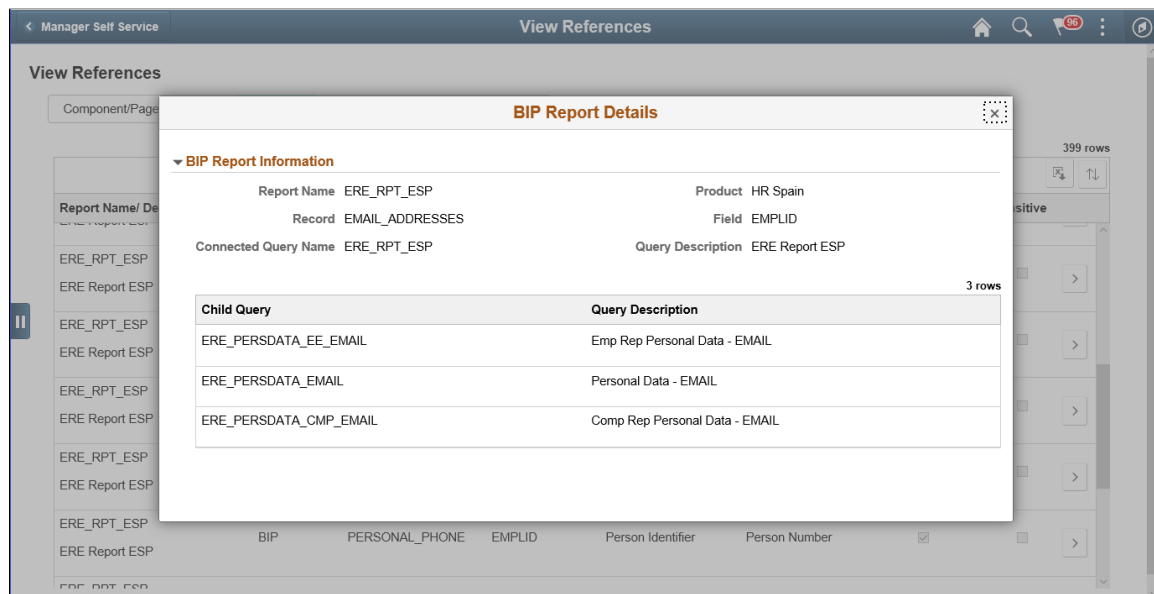 Manager Self Service
View References
96
View References
Component/Page
399 rows
BIP Report Details
BIP Report Information
Report Name ERE_RPT_ESP
Product HR Spain
Record EMAIL_ADDRESSES
Field EMPLID
Connected Query Name ERE_RPT_ESP
Query Description ERE Report ESP
3 rows
Child Query Query Description
ERE_PERSDATA_EE_EMAIL Emp Rep Personal Data - EMAIL
ERE_PERSDATA_EMAIL Personal Data - EMAIL
ERE_PERSDATA_CMP_EMAIL Comp Rep Personal Data - EMAIL
Report Name/ De
sitive
ERE_RPT_ESP
ERE Report ESP
ERE_RPT_ESP
ERE Report ESP
ERE_RPT_ESP
ERE Report ESP
ERE_RPT_ESP
ERE Report ESP
ERE_RPT_ESP
BIP PERSONAL_PHONE EMPLID Person Identifier Person Number
ERE Report ESP